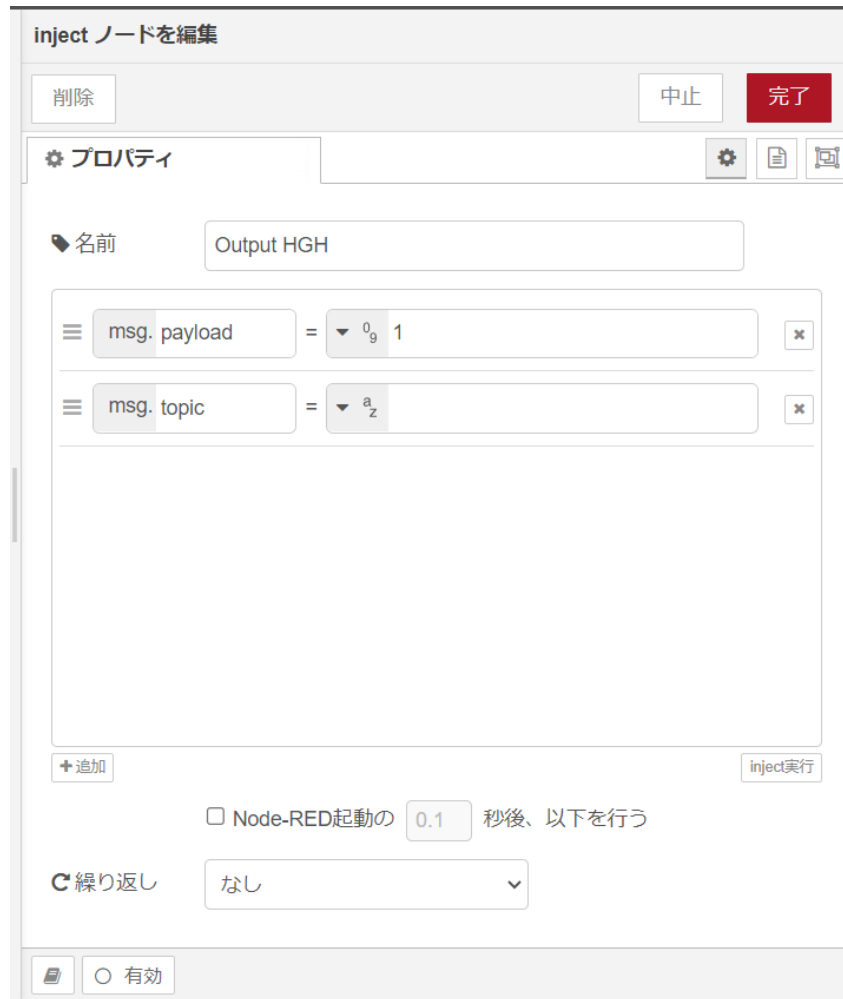 inject ノードを編集
削除 中止 完了
プロパティ
名前 Output HGH
msg. payload = 0 9 1
msg. topic = a z
追加 inject実行
Node-RED起動の 0.1 秒後、以下を行う
繰り返し なし
有効